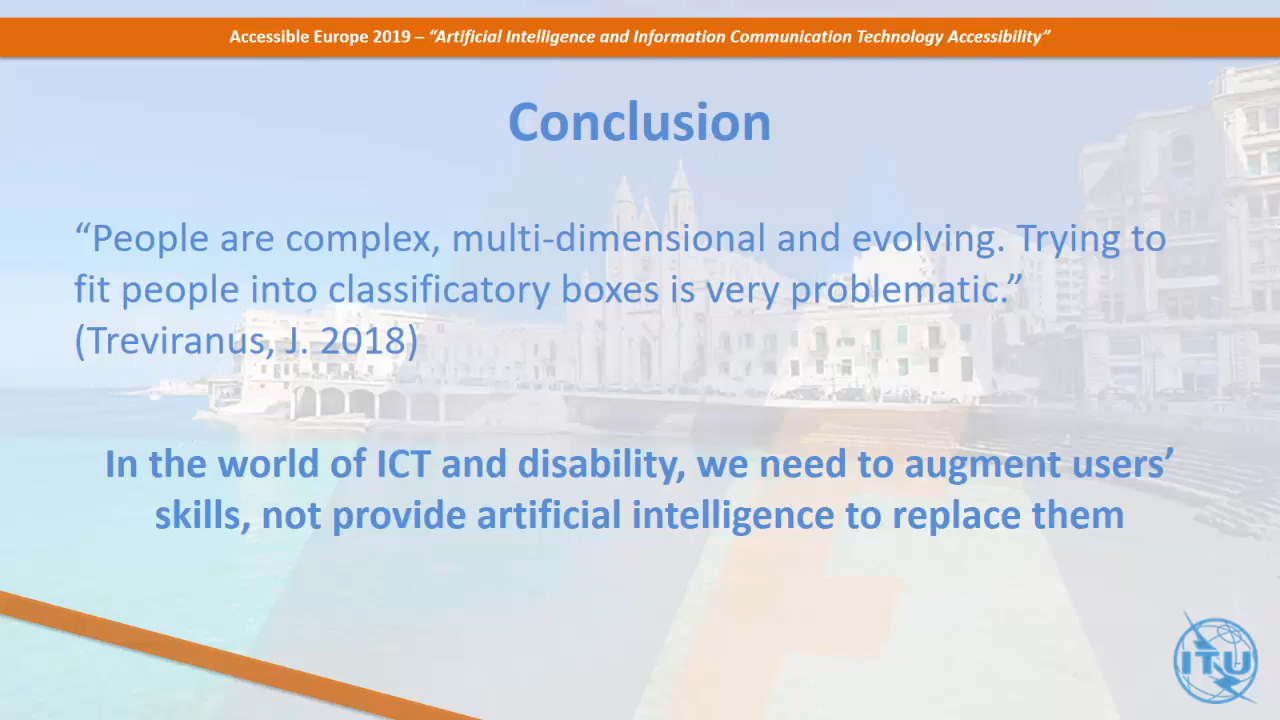 Accessible Europe 2019 – “Artificial Intelligence and Information Communication Technology Accessibility”
Conclusion
“People are complex, multi-dimensional and evolving. Trying to
fit people into classificatory boxes is very problematic.”
(Treviranus, J. 2018)
In the world of ICT and disability, we need to augment users’
skills, not provide artificial intelligence to replace them
ITU